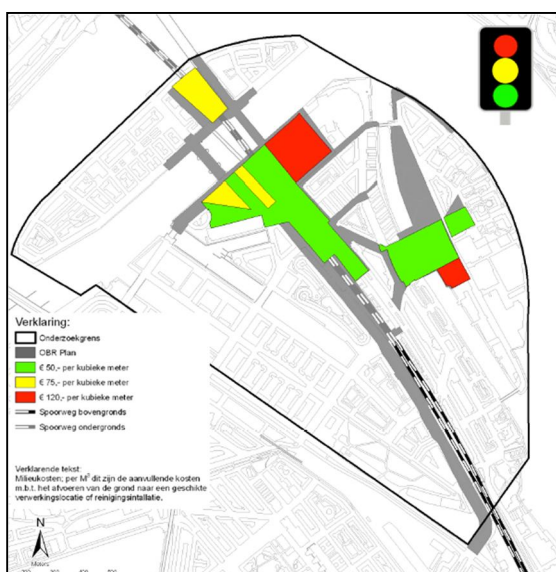 Verklaring:
Onderzoekgrens
OBR Plan
€ 50,- per kubieke meter
€ 75,- per kubieke meter
€ 120,- per kubieke meter
Spoorweg bovengronds
Spoorweg ondergronds
Verklarende tekst:
Milieukosten; per M³ dit zijn de aanvullende kosten
m.b.t. het afvoeren van de grond naar een geschikte
verwerkingslocatie of reinigingsintallatie.
N
Meters